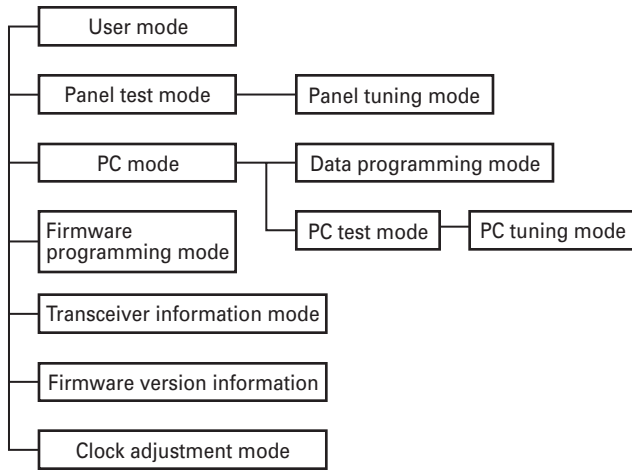 User mode
Panel test mode
Panel tuning mode
PC mode
Data programming mode
PC test mode
PC tuning mode
Firmware
programming mode
Transceiver information mode
Firmware version information
Clock adjustment mode